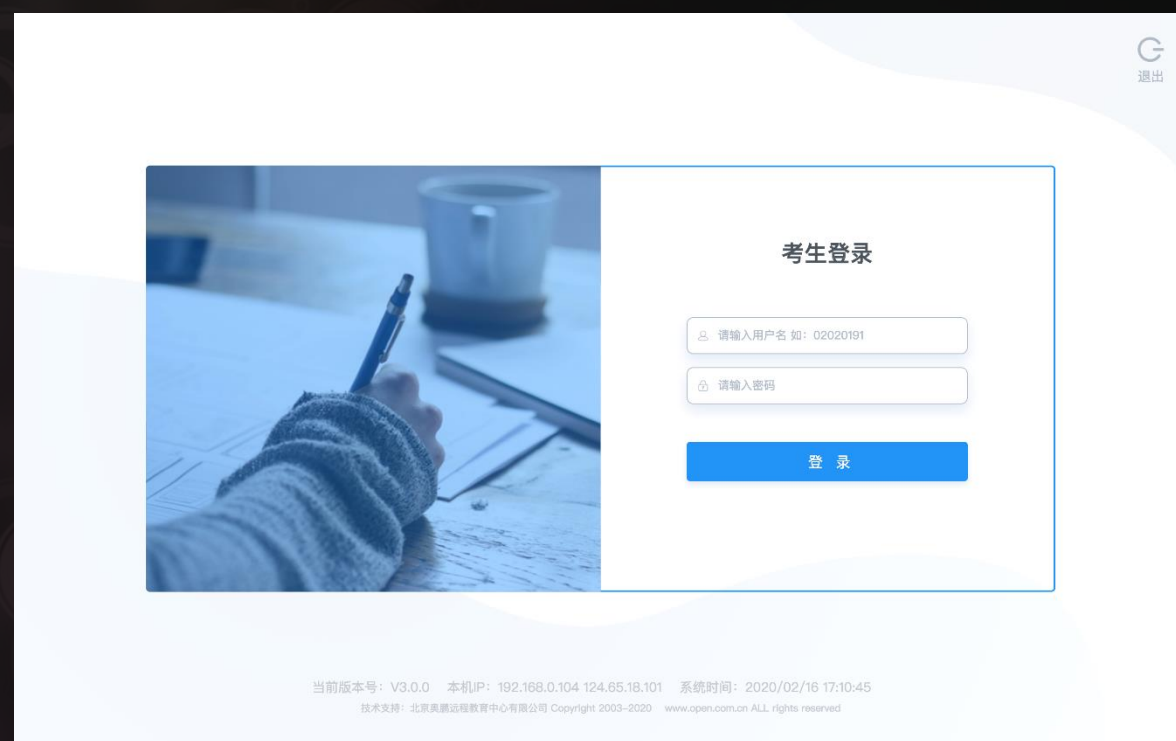 退出
考生登录
请输入用户名 如：02020191
请输入密码
登 录
当前版本号：V3.0.0 本机IP：192.168.0.104 124.65.18.101 系统时间：2020/02/16 17:10:45
技术支持：北京奥鹏远程教育中心有限公司 Copyright 2003-2020 www.open.com.cn ALL rights reserved